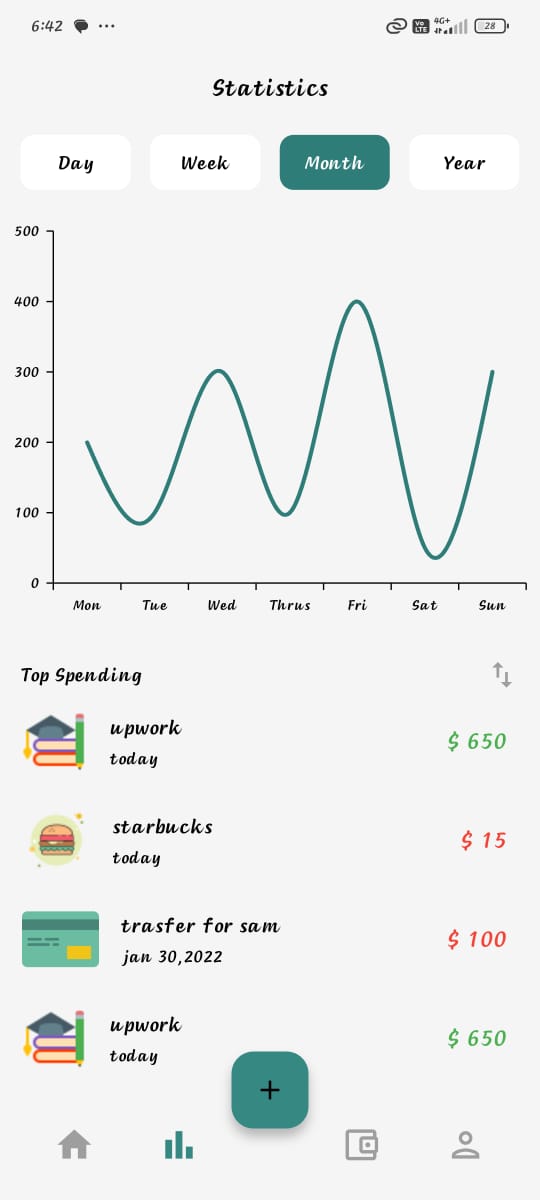 6:42 ... Vo LTE 4G+ 28
Statistics
Day Week Month Year
500
400
300
200
100
0
Mon Tue Wed Thrus Fri Sat Sun
Top Spending
upwork
today
$ 650
starbucks
today
$ 15
trasfer for sam
jan 30,2022
$ 100
upwork
today
$ 650
+